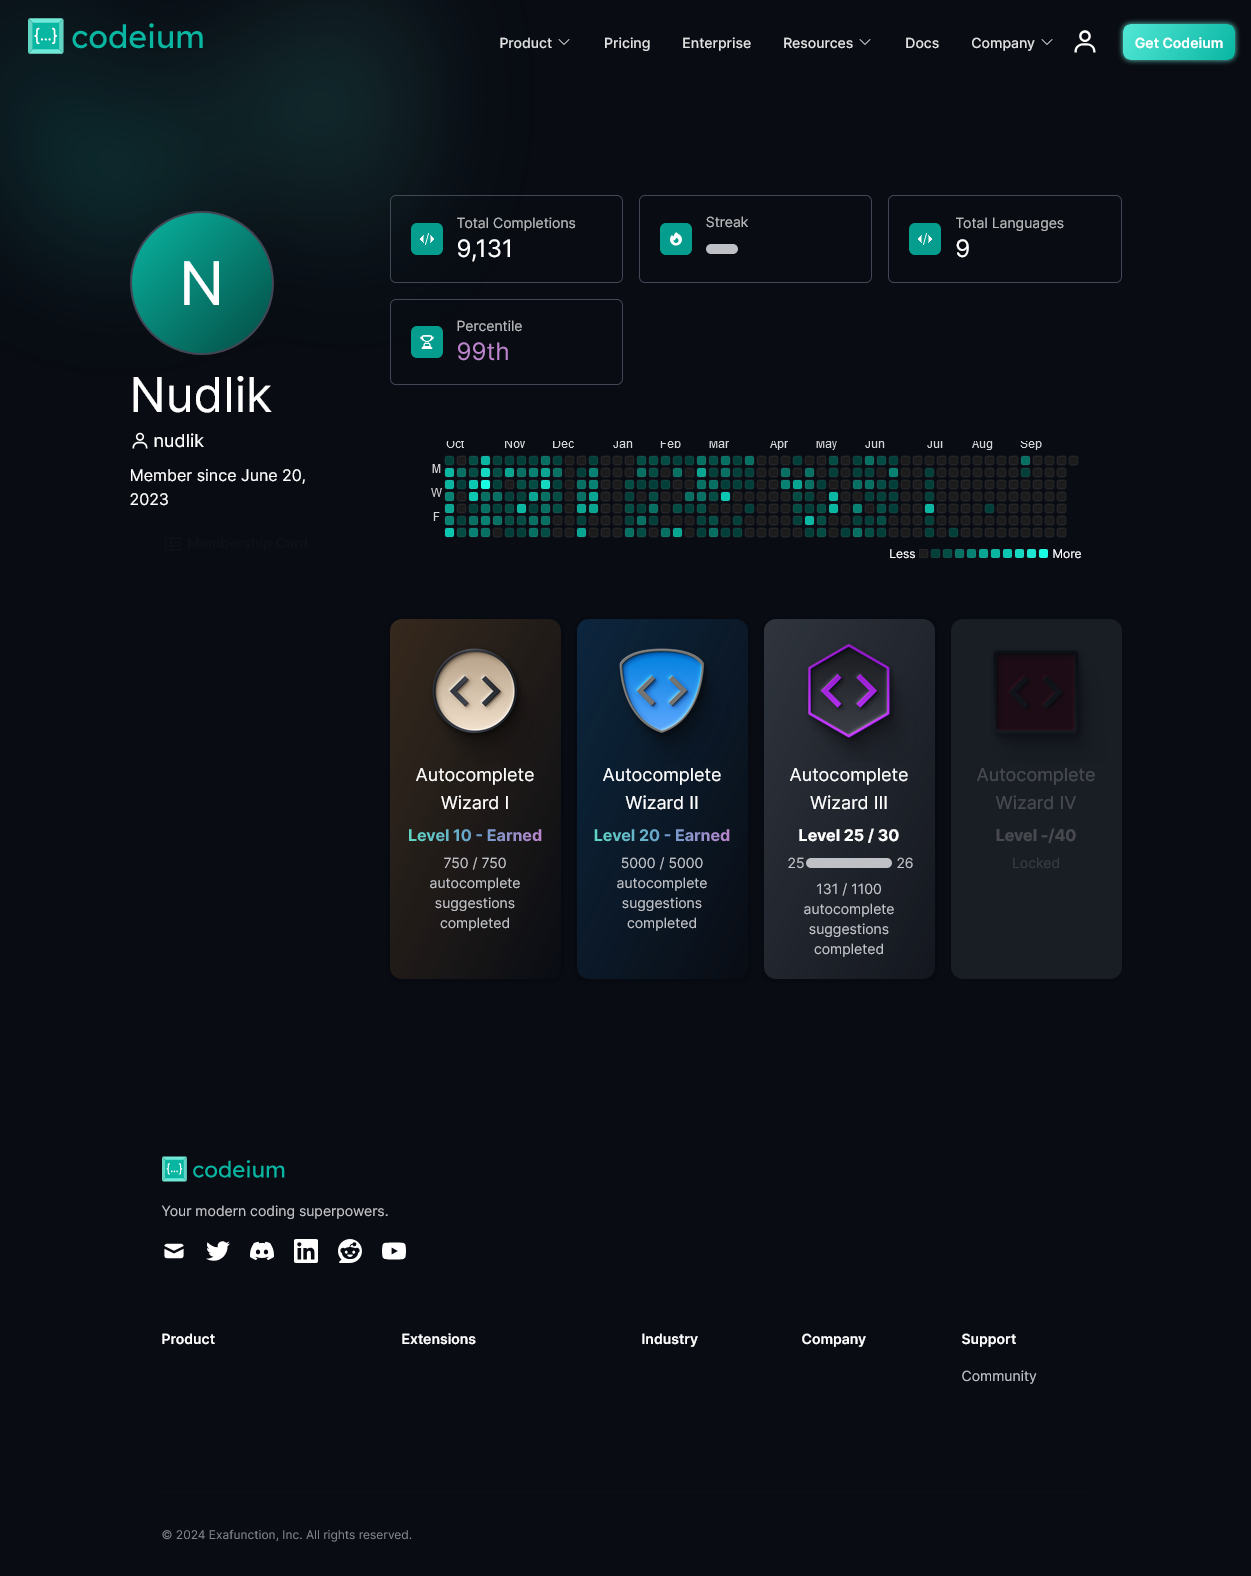 codeium
Product
Pricing
Enterprise
Resources
Docs
Company
Get Codeium
N
Nudlik
nudlik
Member since June 20,
2023
Membership Card
Total Completions
9,131
Streak
Total Languages
9
Percentile
99th
Oct Nov Dec Jan Feb Mar Apr May Jun Jul Aug Sep
M
W
F
Less More
Autocomplete
Wizard I
Level 10 - Earned
750 / 750
autocomplete
suggestions
completed
Autocomplete
Wizard II
Level 20 - Earned
5000 / 5000
autocomplete
suggestions
completed
Autocomplete
Wizard III
Level 25 / 30
25 26
131 / 1100
autocomplete
suggestions
completed
Autocomplete
Wizard IV
Level -/40
Locked
codeium
Your modern coding superpowers.
Product
Extensions
Industry
Company
Support
Community
© 2024 Exafunction, Inc. All rights reserved.